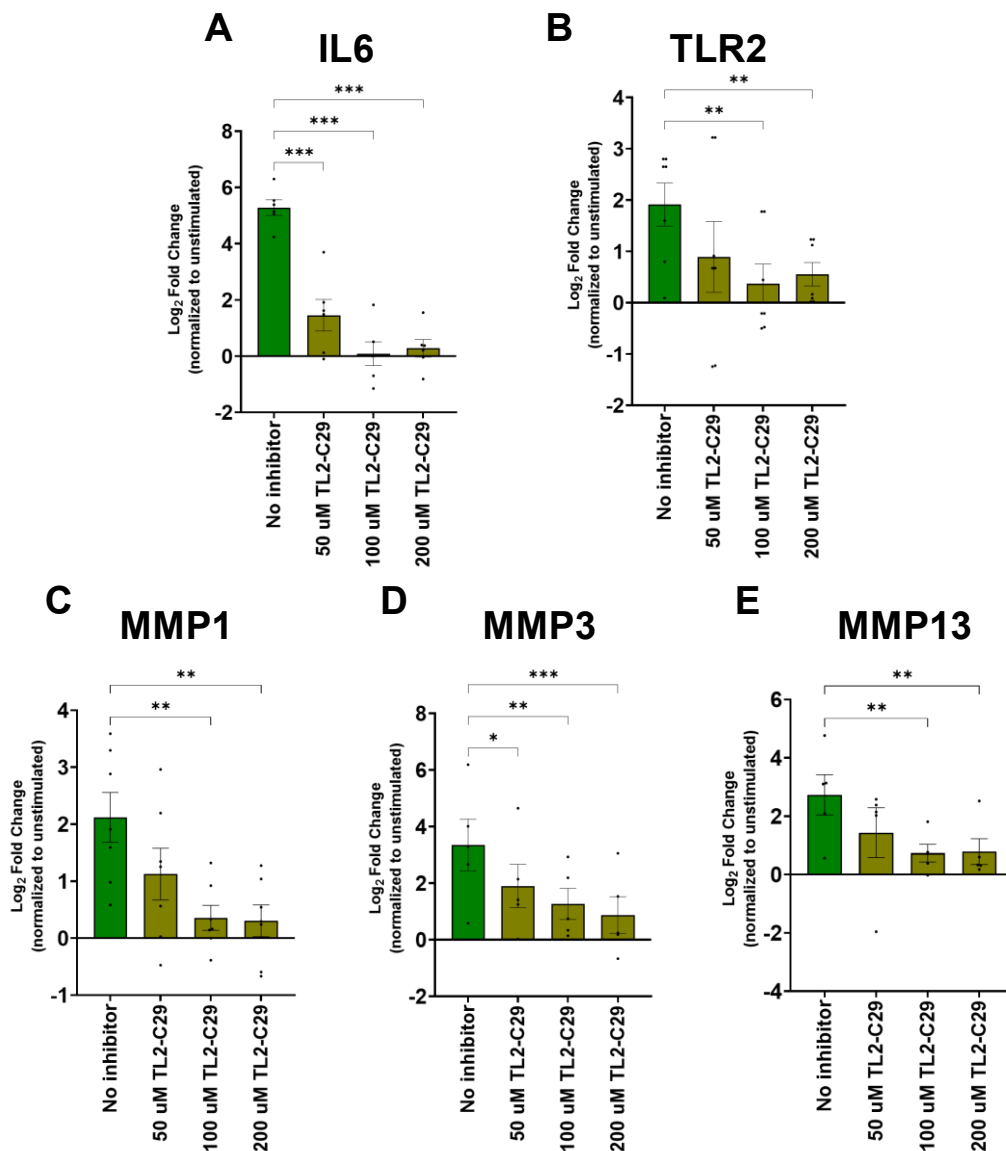 A
IL6
***
***
***
Log₂ Fold Change
(normalized to unstimulated)
8
6
4
2
0
-2
No inhibitor
50 uM TL2-C29
100 uM TL2-C29
200 uM TL2-C29
B
TLR2
**
**
Log₂ Fold Change
(normalized to unstimulated)
4
3
2
1
0
-1
-2
No inhibitor
50 uM TL2-C29
100 uM TL2-C29
200 uM TL2-C29
C
MMP1
**
**
Log₂ Fold Change
(normalized to unstimulated)
4
3
2
1
0
-1
No inhibitor
50 uM TL2-C29
100 uM TL2-C29
200 uM TL2-C29
D
MMP3
***
**
*
Log₂ Fold Change
(normalized to unstimulated)
8
6
4
2
0
-2
No inhibitor
50 uM TL2-C29
100 uM TL2-C29
200 uM TL2-C29
E
MMP13
**
**
Log₂ Fold Change
(normalized to unstimulated)
6
4
2
0
-2
-4
No inhibitor
50 uM TL2-C29
100 uM TL2-C29
200 uM TL2-C29